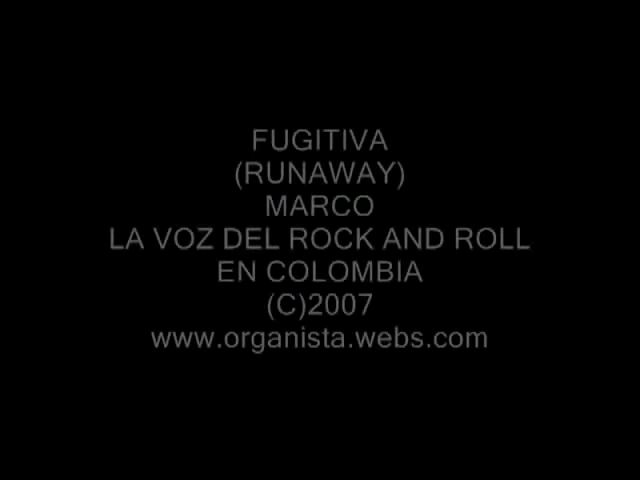 FUGITIVA
(RUNAWAY)
MARCO
LA VOZ DEL ROCK AND ROLL
EN COLOMBIA
(C)2007
www.organista.webs.com